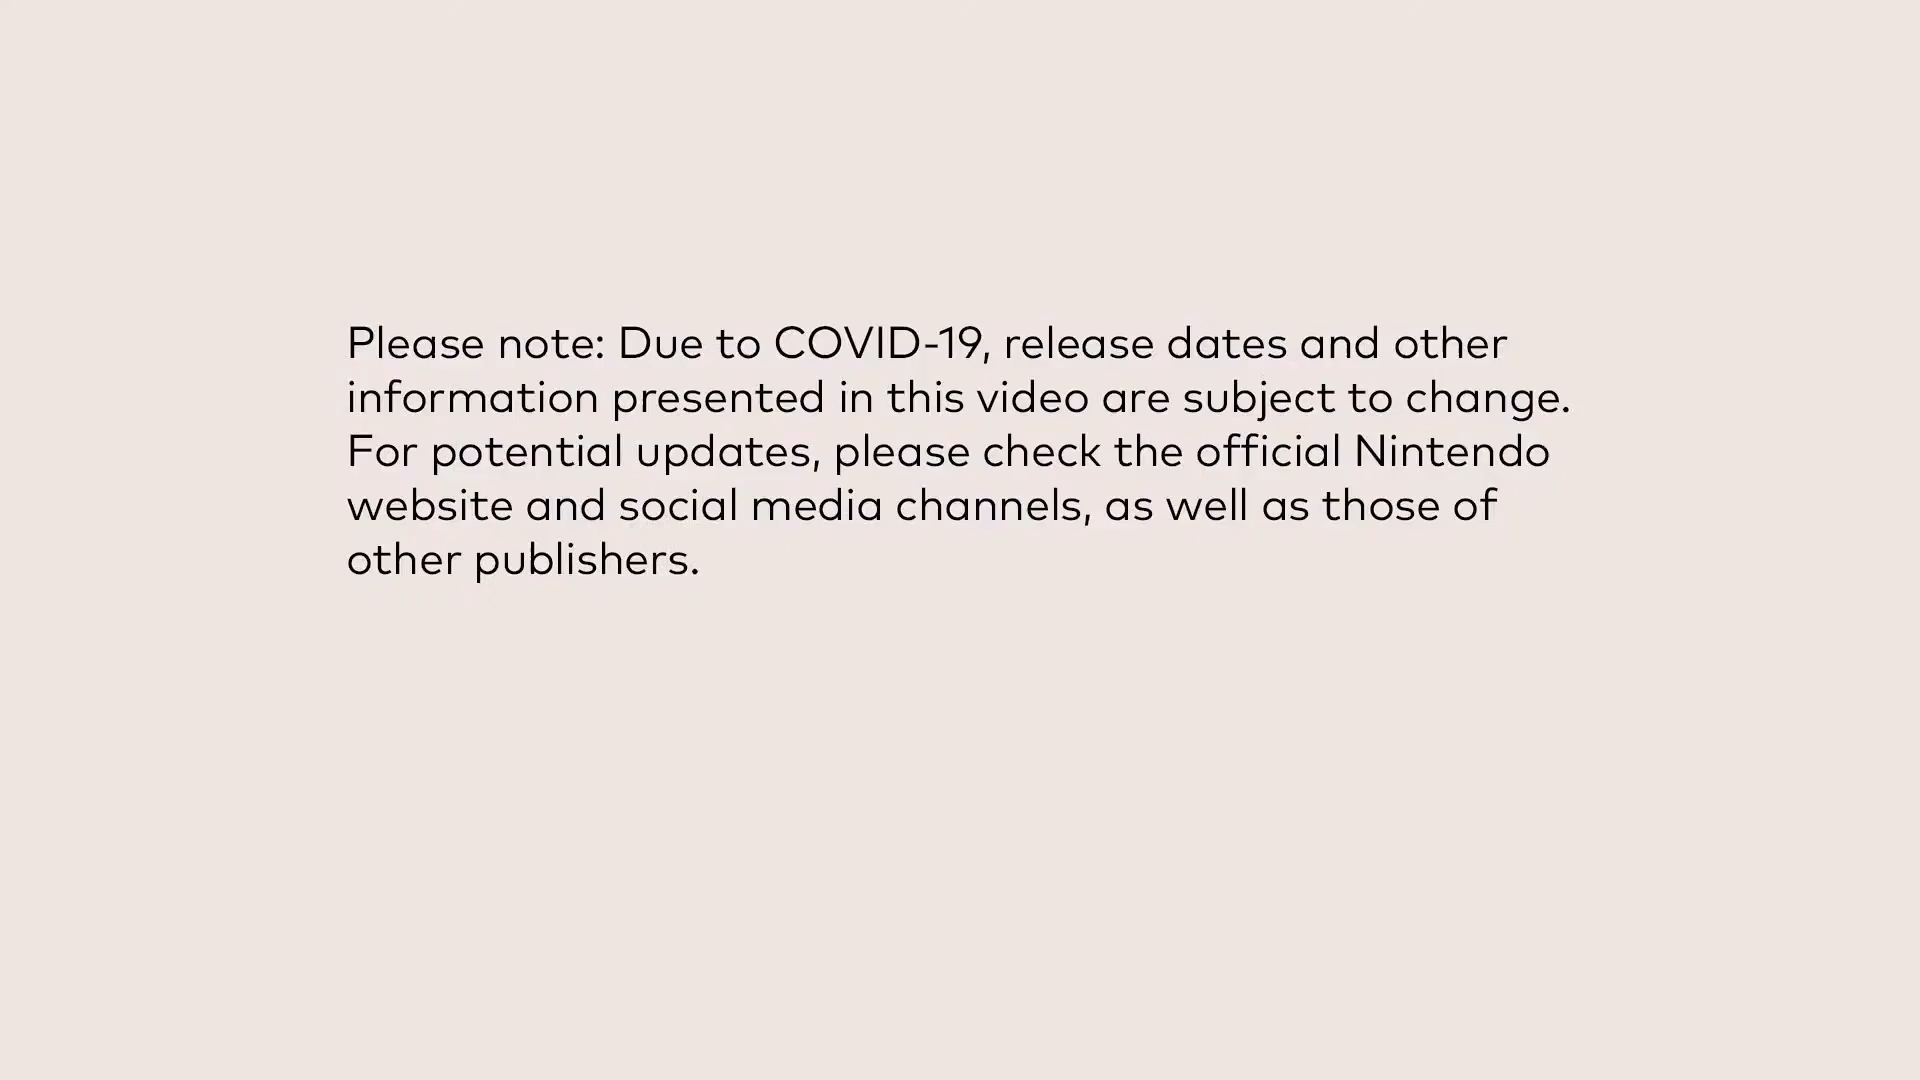 Please note: Due to COVID-19, release dates and other
information presented in this video are subject to change.
For potential updates, please check the official Nintendo
website and social media channels, as well as those of
other publishers.